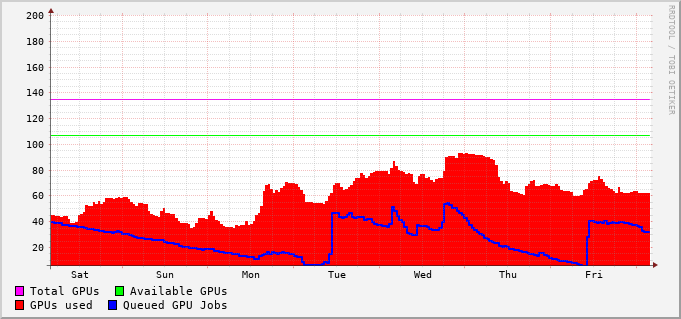 200
180
160
140
120
100
80
60
40
20
Sat Sun Mon Tue Wed Thu Fri
Total GPUs Available GPUs
GPUs used Queued GPU Jobs
RRDTOOL / TOBI OETIKER